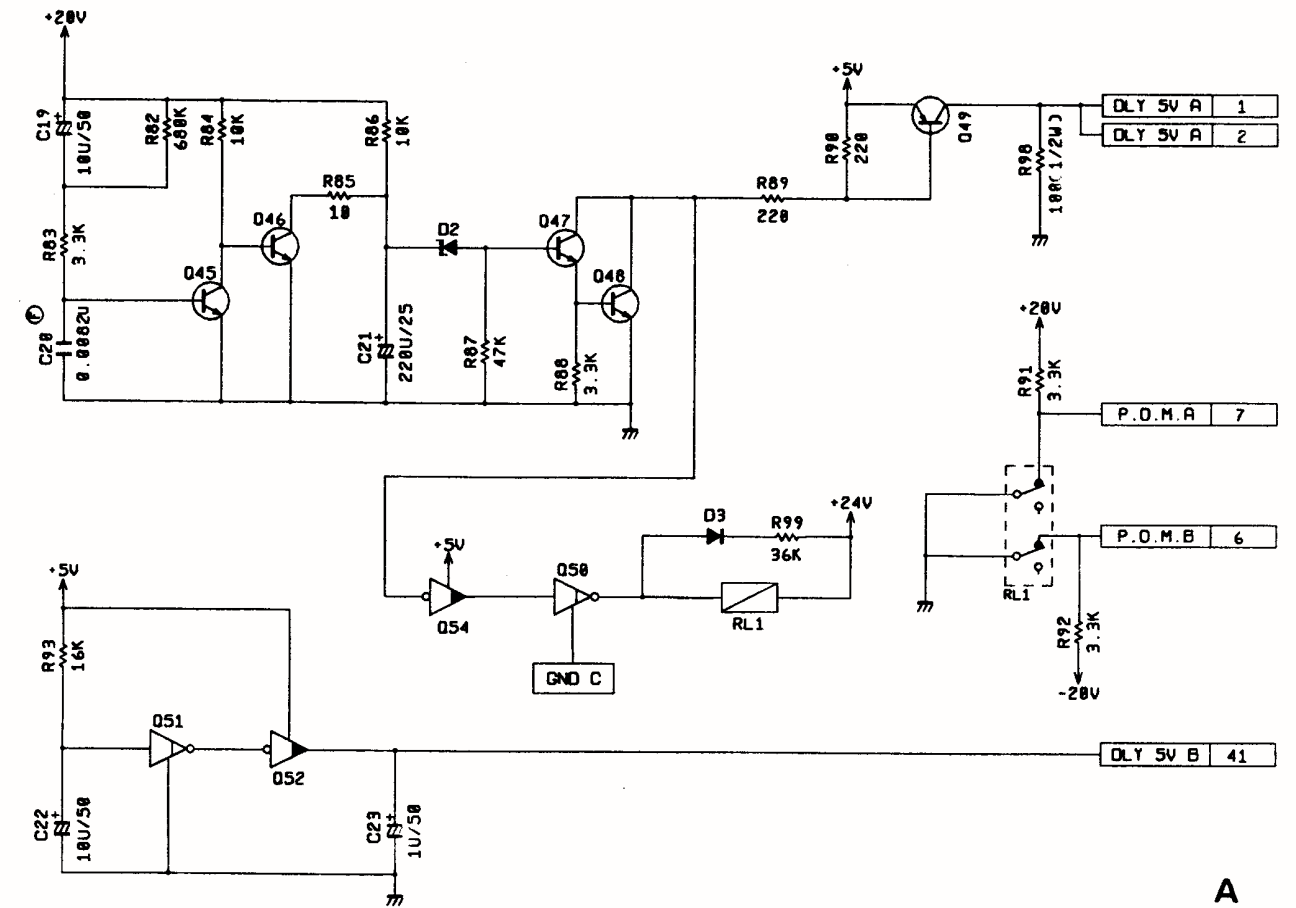 +20V
C19
+
10U/50
R82
680K
R84
10K
R86
10K
R85
10
Q46
R83
3.3K
Q45
F
C20
0.0082U
C21
+
220U/25
D2
R87
47K
Q47
Q48
R88
3.3K
+5V
R90
220
Q49
R89
220
R98
100(1/2W)
DLY 5V A 1
DLY 5V A 2
+20V
R91
3.3K
P.O.M.A 7
P.O.M.B 6
RL1
R92
3.3K
-20V
+24V
D3
R99
36K
RL1
+5V
Q54
Q50
GND C
+5V
R93
16K
Q51
Q52
C22
+
10U/50
C23
+
1U/50
DLY 5V B 41
A